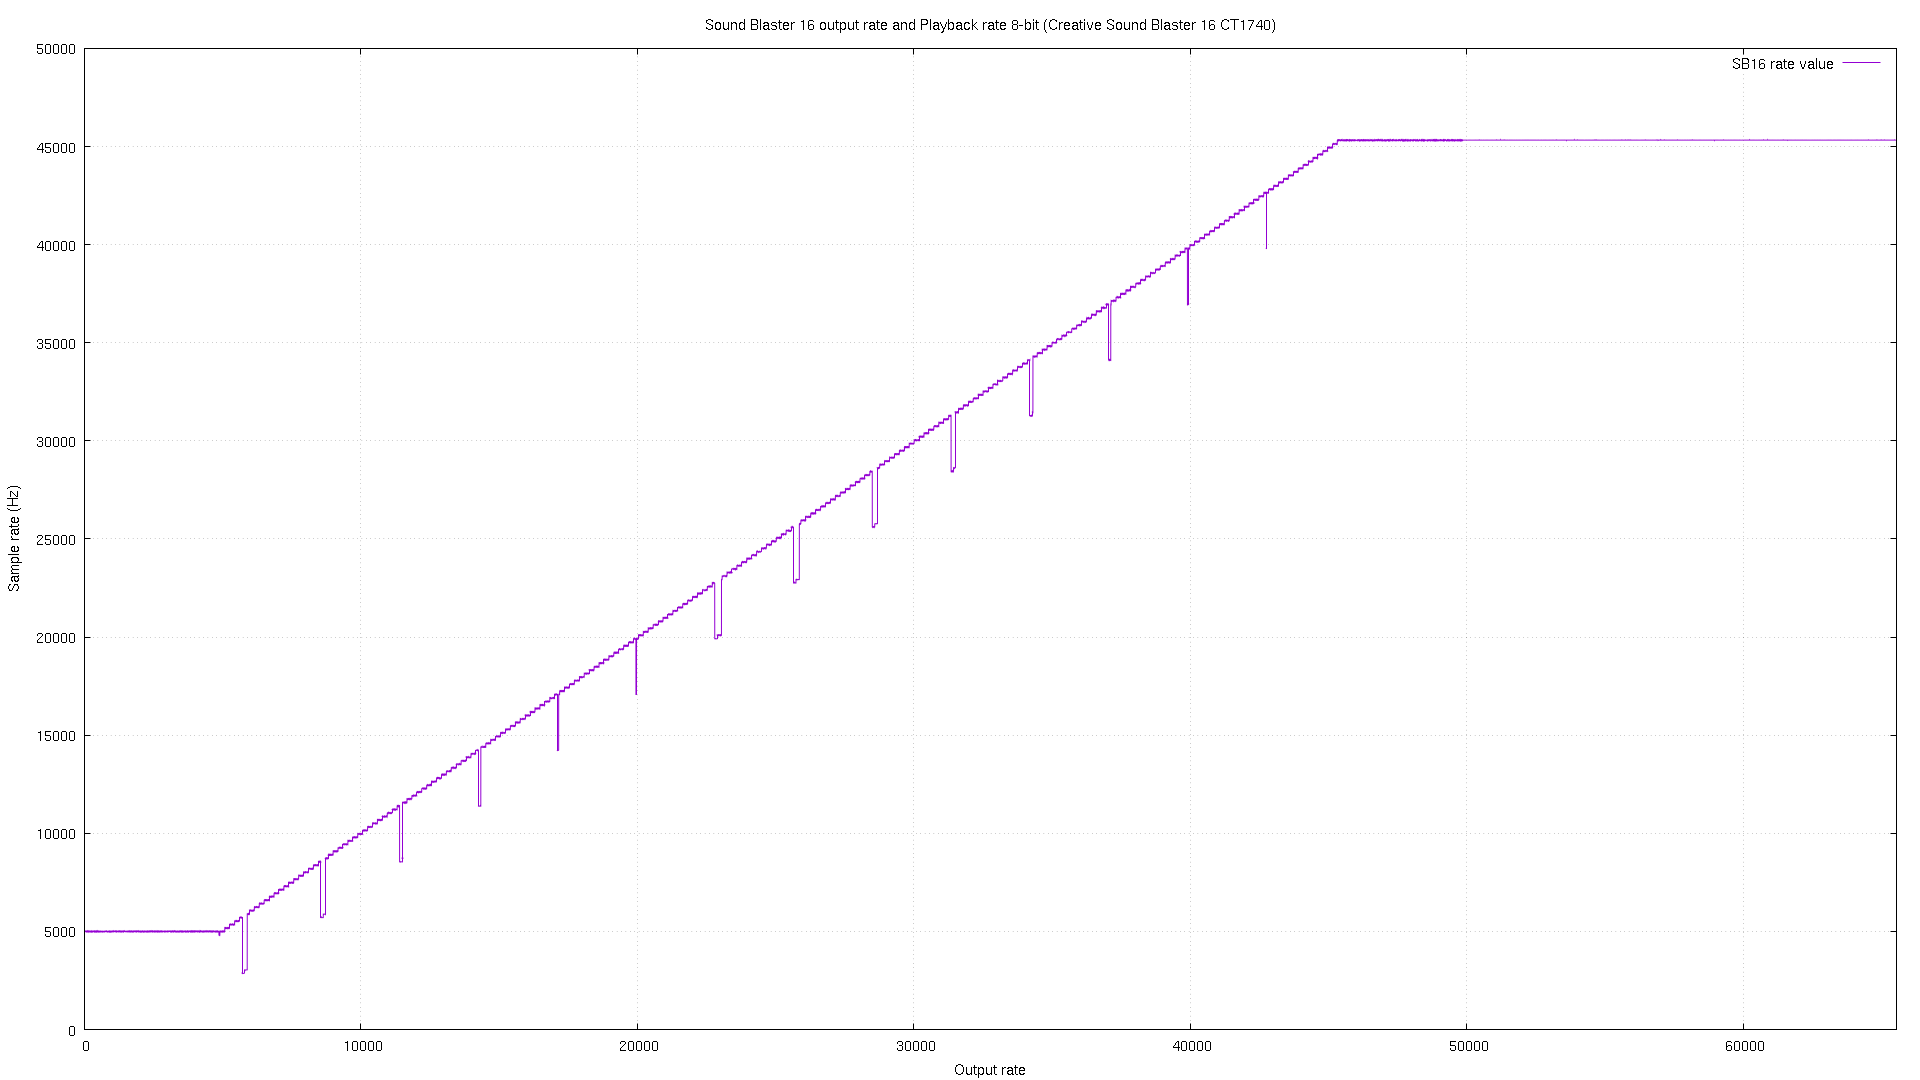 Sound Blaster 16 output rate and Playback rate 8-bit (Creative Sound Blaster 16 CT1740)
SB16 rate value
50000
45000
40000
35000
30000
25000
20000
15000
10000
5000
0
Sample rate (Hz)
0 10000 20000 30000 40000 50000 60000
Output rate